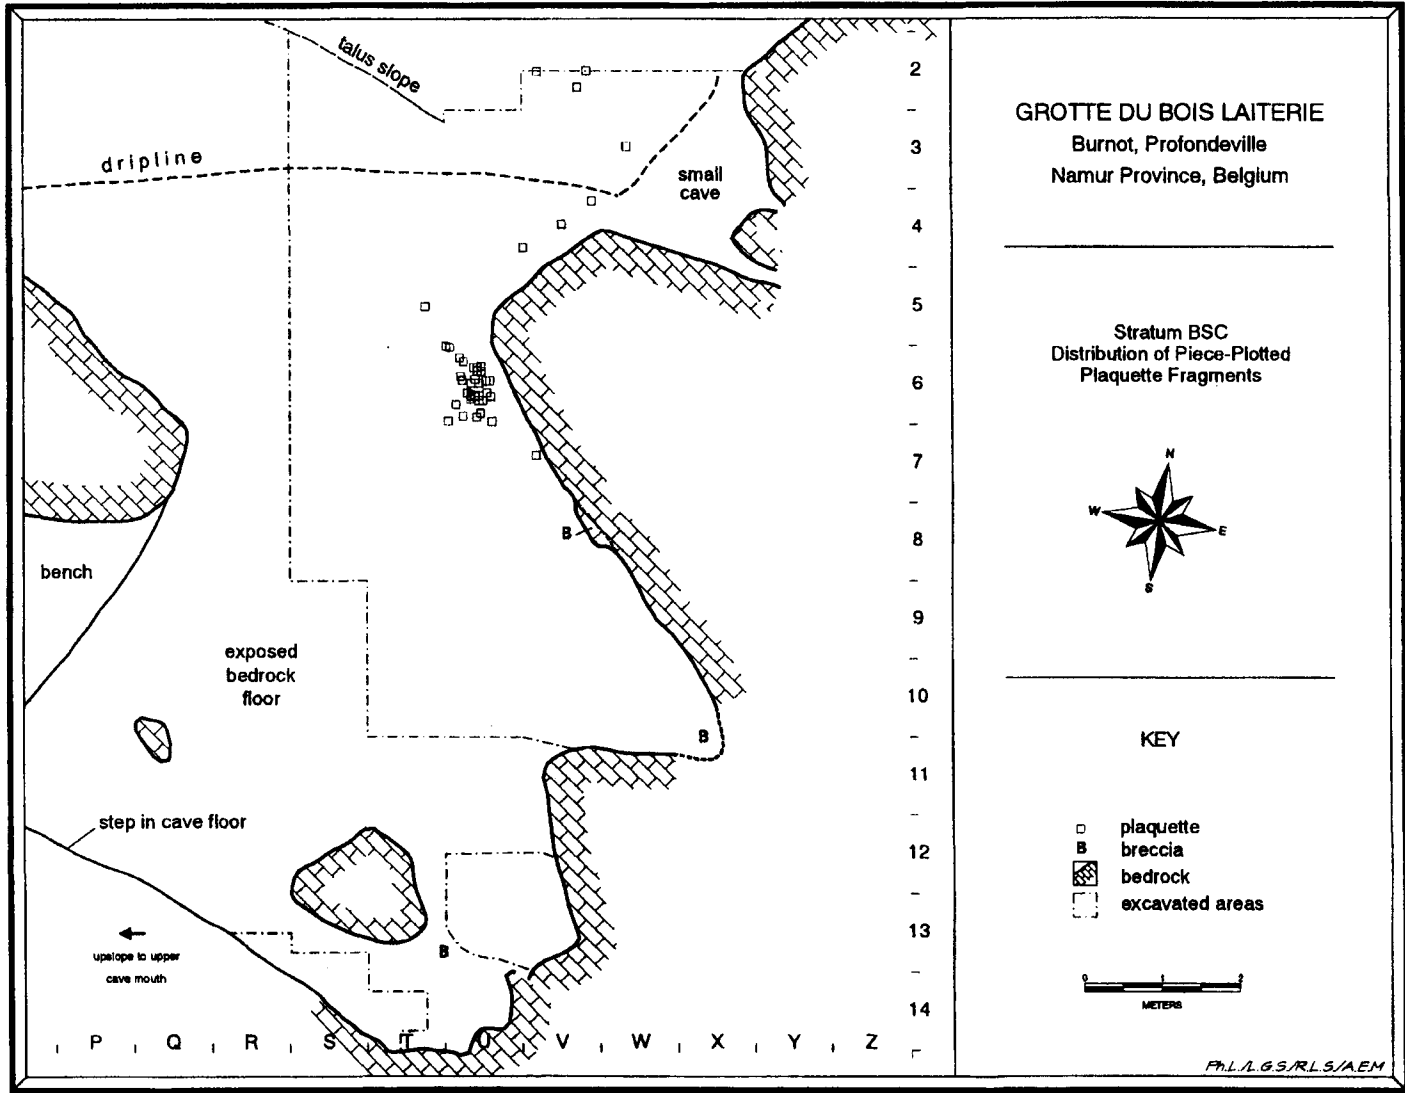 talus slope
dripline
small
cave
bench
exposed
bedrock
floor
step in cave floor
upslope to upper
cave mouth
B
B
B
2
3
4
5
6
7
8
9
10
11
12
13
14
P Q R S T U V W X Y Z
GROTTE DU BOIS LAITERIE
Burnot, Profondeville
Namur Province, Belgium
Stratum BSC
Distribution of Piece-Plotted
Plaquette Fragments
N
W
E
S
KEY
plaquette
B breccia
bedrock
excavated areas
0 1 2
METERS
Ph.L./L.G.S/R.L.S/A.E.M